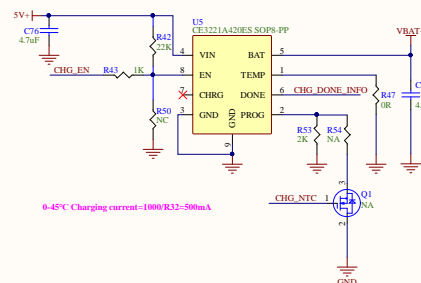 5V+
C76
4.7uF
R42
22K
U5
CE3221A420ES SOP8-PP
VBAT
4 VIN
BAT 5
CHG_EN
R43 1K
8 EN
TEMP 1
7 CHRG
DONE 6
CHG_DONE_INFO
3 GND
PROG 2
GND
9
R50
NC
R47
0R
C
4.
R53
2K
R54
NA
0-45°C Charging current=1000/R32=500mA
CHG_NTC 1
3
Q1
NA
2
GND